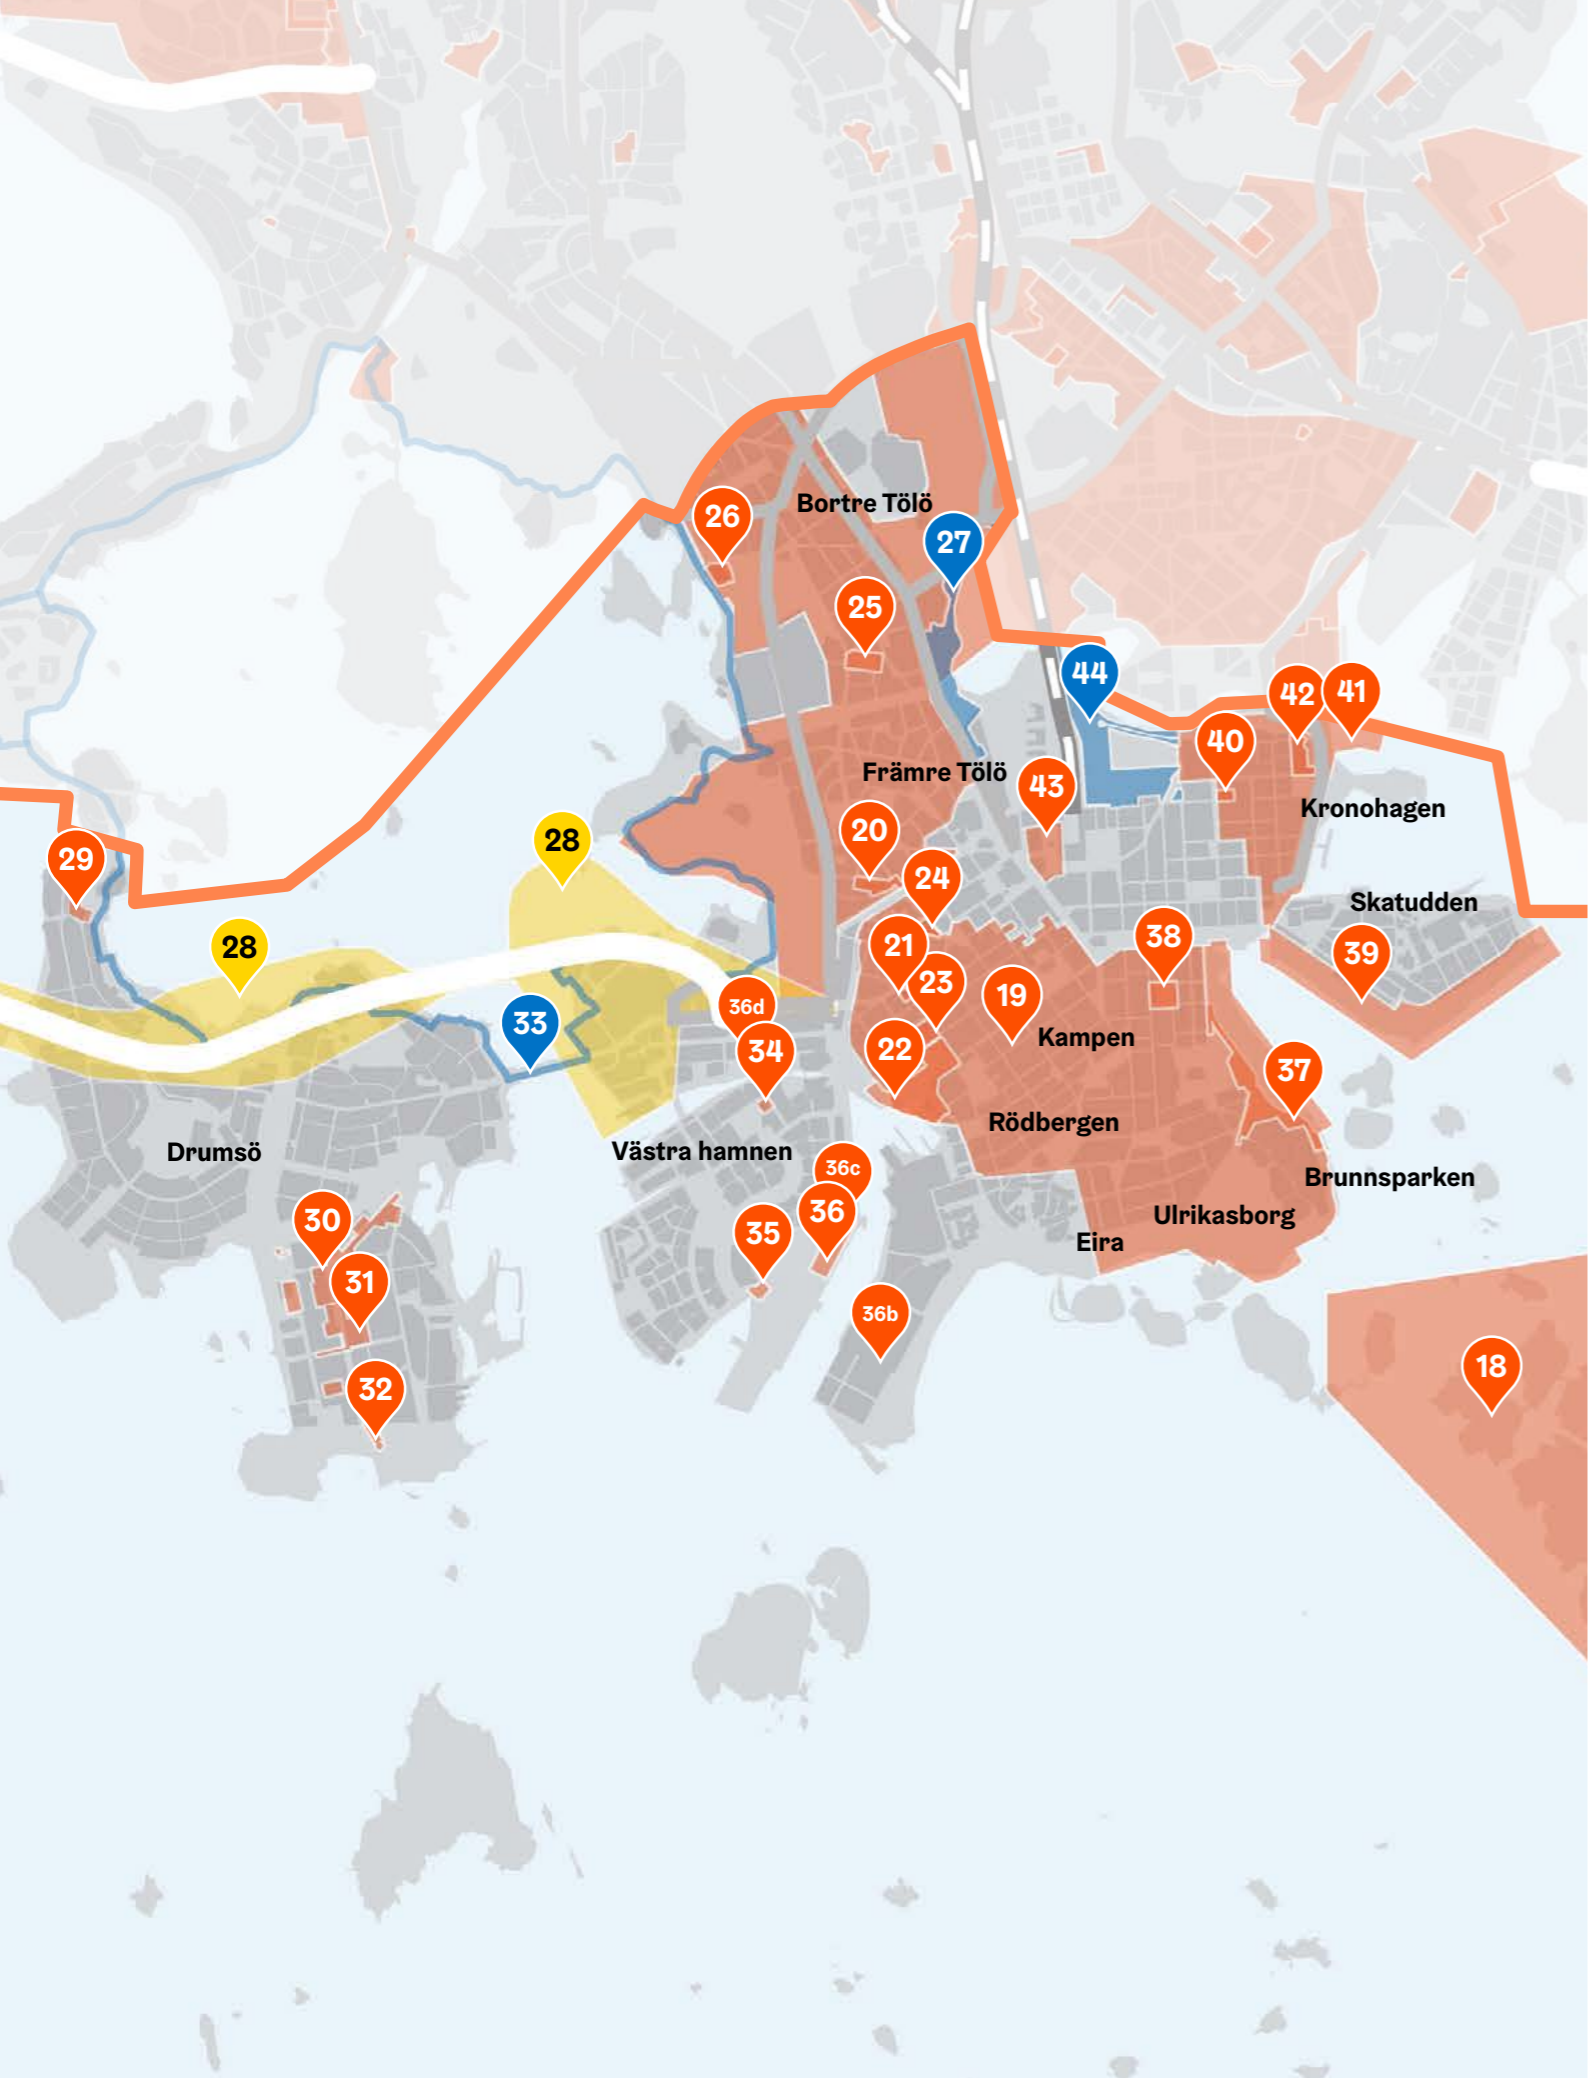 Bortre Tölö
26
27
25
44
42
41
40
Främre Tölö
43
Kronohagen
20
28
29
24
Skatudden
38
21
28
39
23
19
36d
33
Kampen
34
22
37
Rödbergen
Drumsö
Västra hamnen
36c
Brunnsparken
30
36
Ulrikasborg
35
Eira
31
36b
18
32